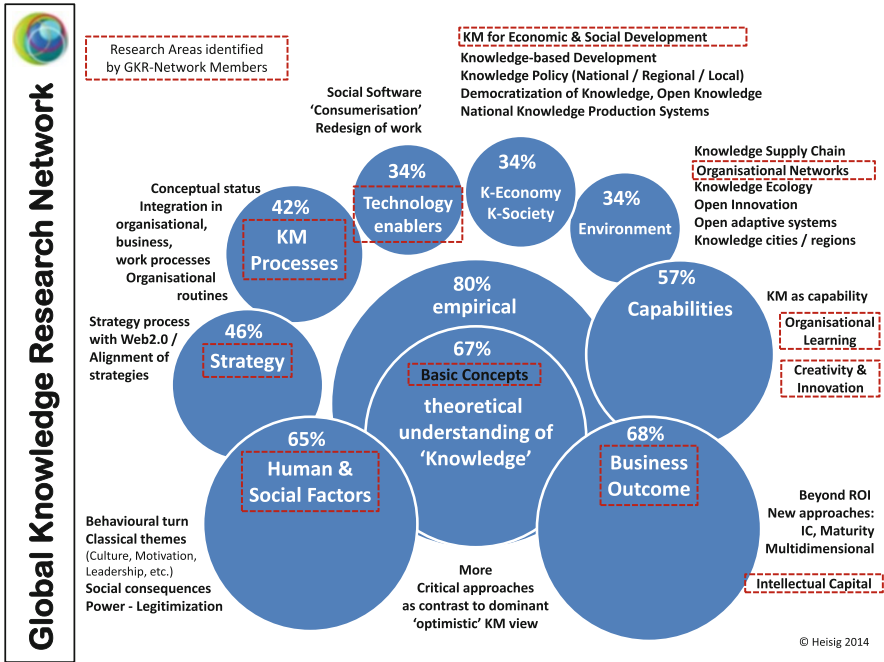 Global Knowledge Research Network
Research Areas identified
by GKR-Network Members
KM for Economic & Social Development
Knowledge-based Development
Knowledge Policy (National / Regional / Local)
Democratization of Knowledge, Open Knowledge
National Knowledge Production Systems
Social Software
‘Consumerisation’
Redesign of work
Knowledge Supply Chain
Organisational Networks
Knowledge Ecology
Open Innovation
Open adaptive systems
Knowledge cities / regions
Conceptual status
Integration in
organisational,
business,
work processes
Organisational
routines
42%
KM
Processes
34%
Technology
enablers
34%
K-Economy
K-Society
34%
Environment
57%
Capabilities
KM as capability
Organisational
Learning
Creativity &
Innovation
Strategy process
with Web2.0 /
Alignment of
strategies
46%
Strategy
80%
empirical
67%
Basic Concepts
theoretical
understanding of
‘Knowledge’
65%
Human &
Social Factors
68%
Business
Outcome
Behavioural turn
Classical themes
(Culture, Motivation,
Leadership, etc.)
Social consequences
Power - Legitimization
More
Critical approaches
as contrast to dominant
‘optimistic’ KM view
Beyond ROI
New approaches:
IC, Maturity
Multidimensional
Intellectual Capital
© Heisig 2014